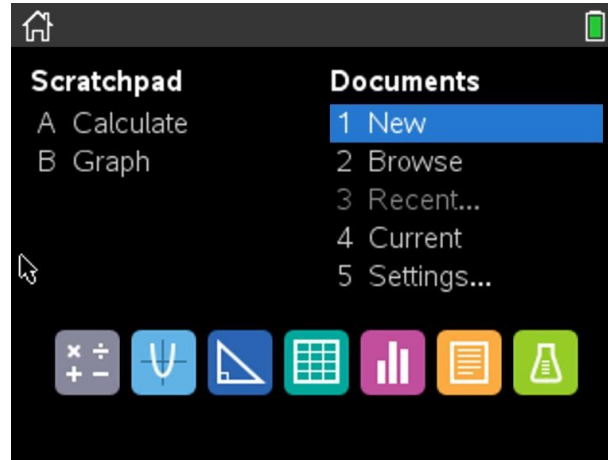 Scratchpad
A Calculate
B Graph
Documents
1 New
2 Browse
3 Recent...
4 Current
5 Settings...